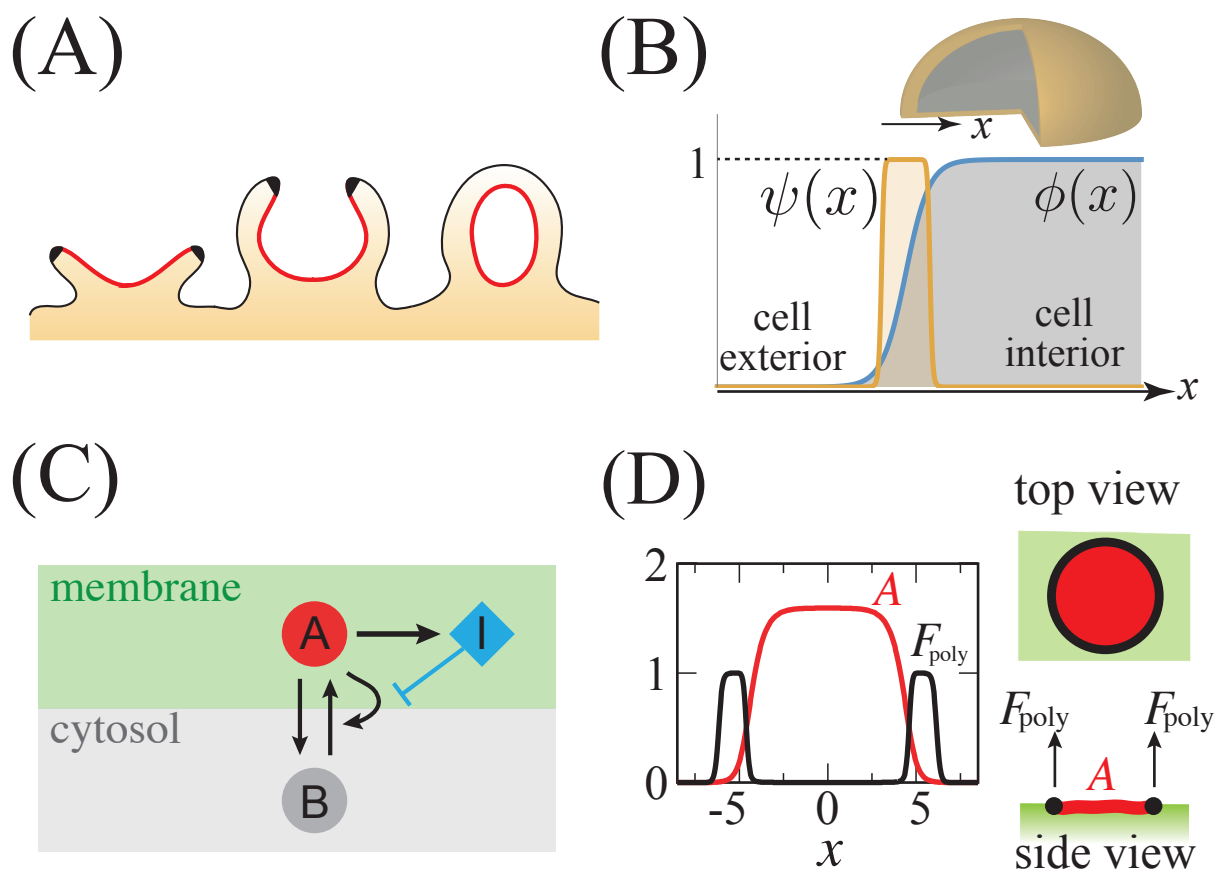 (A)
(B)
x
1
ψ(x)
ϕ(x)
cell
exterior
cell
interior
x
(C)
membrane
A
I
cytosol
B
(D)
top view
2
A
F_poly
1
0
-5 0 5
x
F_poly F_poly
A
side view